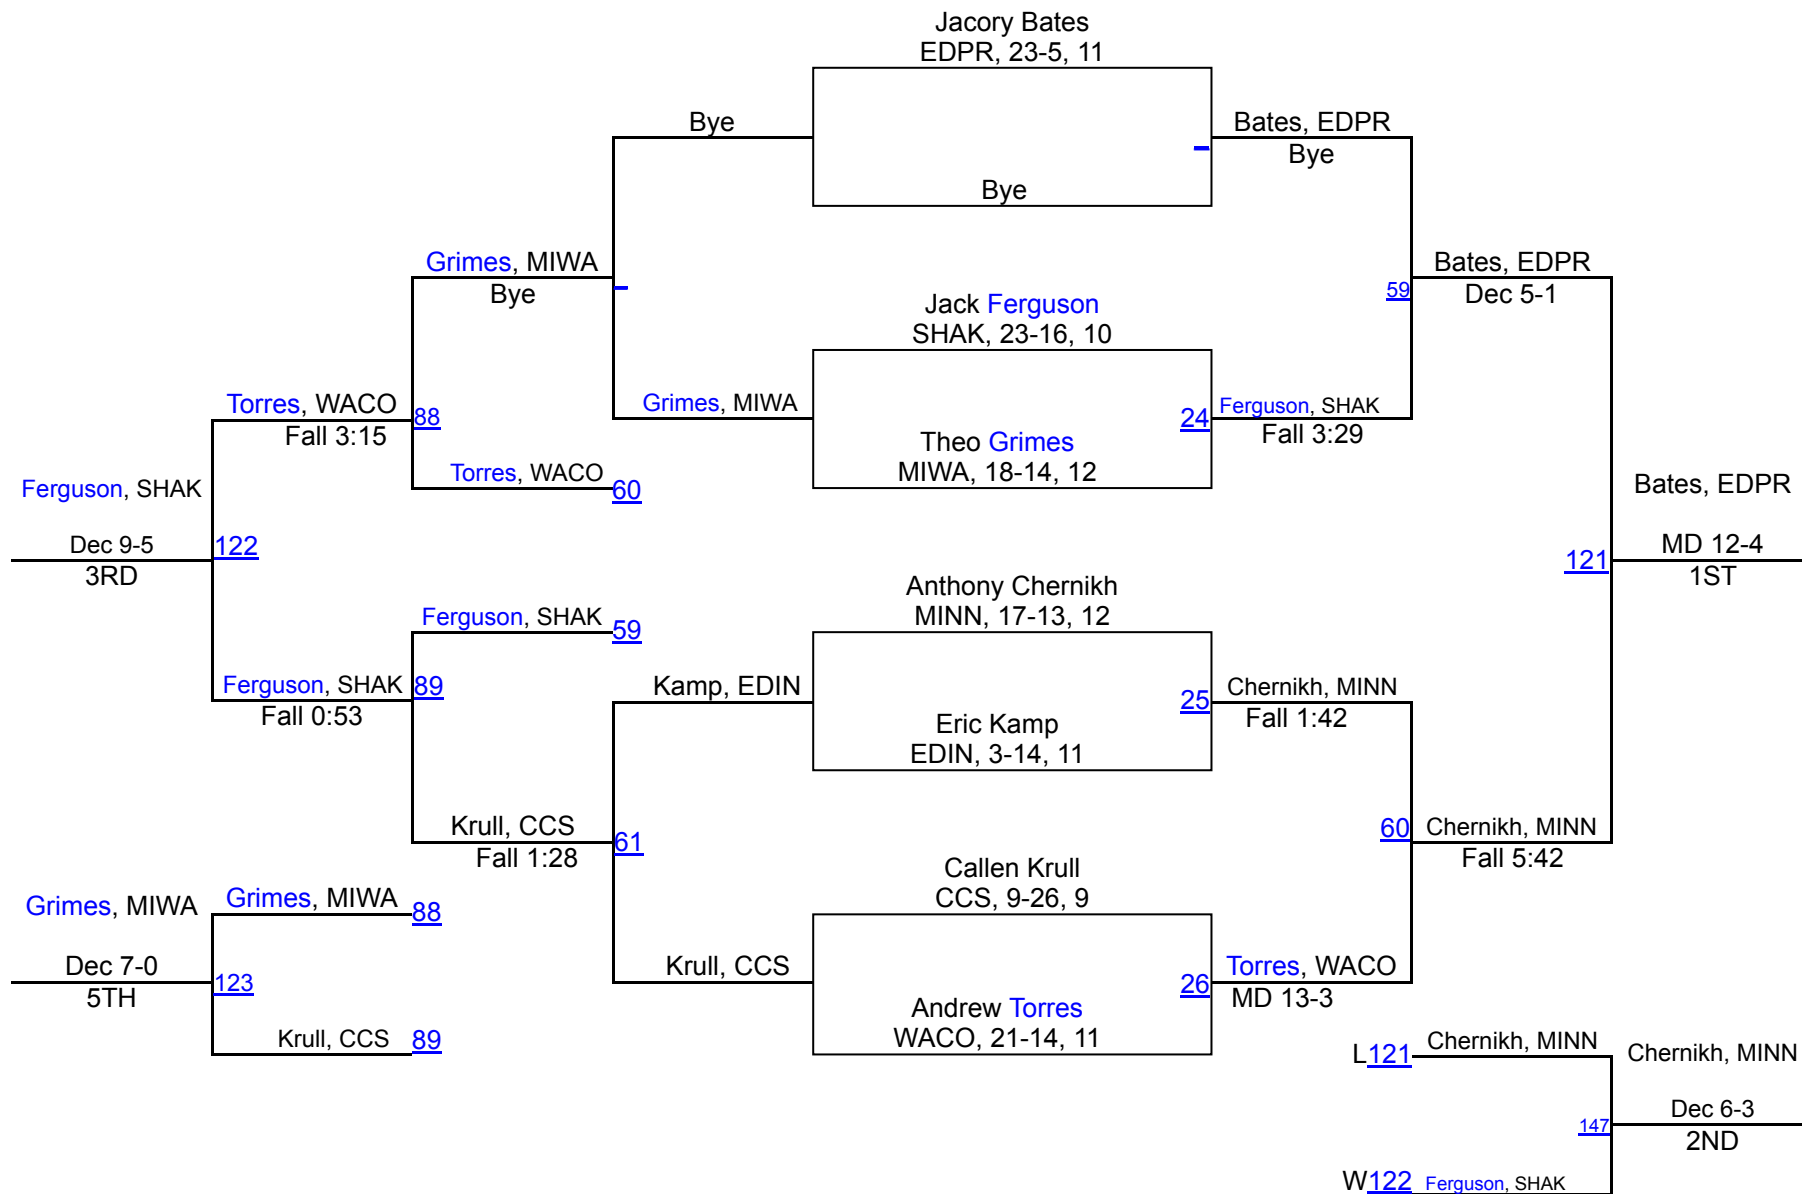 Jacory Bates
EDPR, 23-5, 11
Bye
Bates, EDPR
Bye
Bye
Grimes, MIWA
Bye
Bates, EDPR
Dec 5-1
59
Jack Ferguson
SHAK, 23-16, 10
Torres, WACO
Fall 3:15
88
Grimes, MIWA
24
Ferguson, SHAK
Fall 3:29
Theo Grimes
MIWA, 18-14, 12
Torres, WACO
60
Ferguson, SHAK
Dec 9-5
3RD
122
Bates, EDPR
MD 12-4
1ST
121
Anthony Chernikh
MINN, 17-13, 12
Ferguson, SHAK
59
Ferguson, SHAK
Fall 0:53
89
Kamp, EDIN
25
Chernikh, MINN
Fall 1:42
Eric Kamp
EDIN, 3-14, 11
Krull, CCS
Fall 1:28
61
60
Chernikh, MINN
Fall 5:42
Callen Krull
CCS, 9-26, 9
Grimes, MIWA
Grimes, MIWA
88
Dec 7-0
5TH
123
Krull, CCS
26
Torres, WACO
MD 13-3
Andrew Torres
WACO, 21-14, 11
Krull, CCS
89
L121
Chernikh, MINN
Chernikh, MINN
Dec 6-3
2ND
147
W122
Ferguson, SHAK